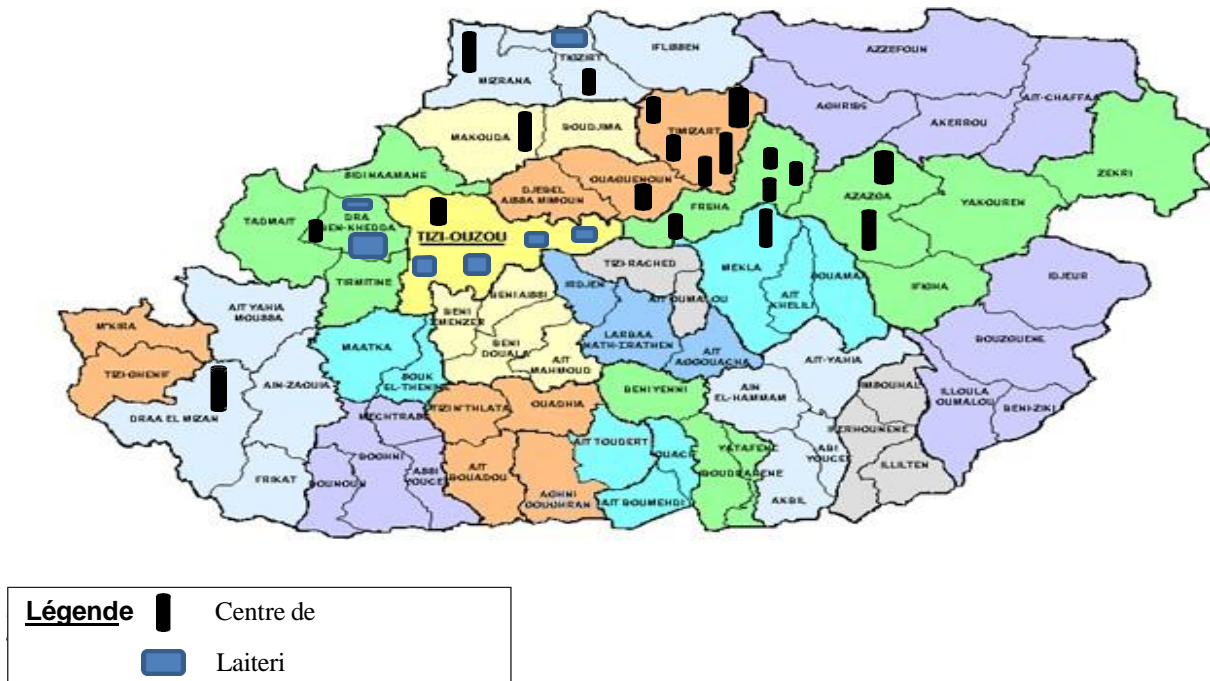 IFLISSEN
AZZEFOUN
TIGZIRT
MIZRANA
AIT-CHAFFAA
AGHRIBS
AKERROU
MAKOUDA
BOUDJIMA
TIMIZART
ZEKRI
SIDI NAAMANE
OUAGUENOUN
DJEBEL
AISSA MIMOUN
FREHA
AZAZGA
YAKOUREN
TADMAIT
DRA
BEN-KHEDDA
TIZI-OUZOU
TIZI-RACHED
MEKLA
SOUAMAA
IDJEUR
TIRMITINE
BENI AISSI
IRDJEN
AIT OUMALOU
AIT
KHELILI
IFIGHA
AIT YAHIA
MOUSSA
BENI
ZMENZER
M'KIRA
MAATKA
BENI
DOUALA
LARBAA
NATH-IRATHEN
AIT
AGGOUACHA
BOUZGUENE
TIZI-GHENIF
AIN-ZAOUIA
SOUK
EL-THENIN
AIT
MAHMOUD
AIT-YAHIA
IMSOUHAL
DRAA EL MIZAN
MECHTRASS
TIZI N'THLATA
OUADHIA
BENI YENNI
AIN
EL-HAMMAM
ILLOULA
OUMALOU
BENI-ZIKI
IFERHOUNENE
BOGHNI
AIT TOUDERT
YATAFENE
ABI
YOUCEF
ILLILTEN
FRIKAT
BOUNOUH
ASSI
YOUCEF
AIT
BOUADOU
AGHNI
GOUGHRAN
AIT BOUMEHDI
AKBIL
Légende
Centre de
Laiteri